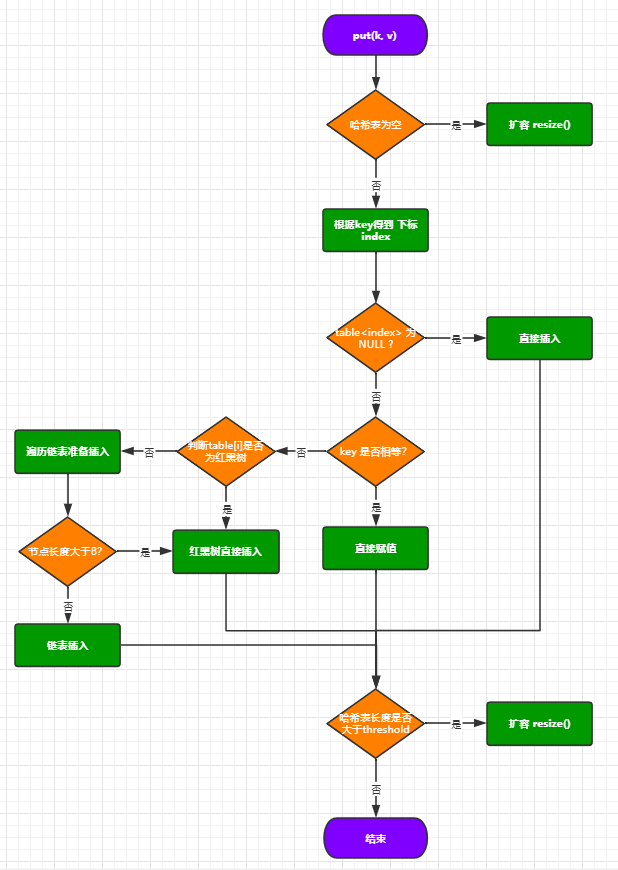 put(k, v)
哈希表为空
是
扩容 resize()
否
根据key得到 下标
index
table<index> 为
NULL ?
是
直接插入
否
key 是否相等?
否
判断table[i]是否
为红黑树
否
遍历链表准备插入
是
是
节点长度大于8?
是
红黑树直接插入
直接赋值
否
链表插入
哈希表长度是否
大于threshold
是
扩容 resize()
否
结束